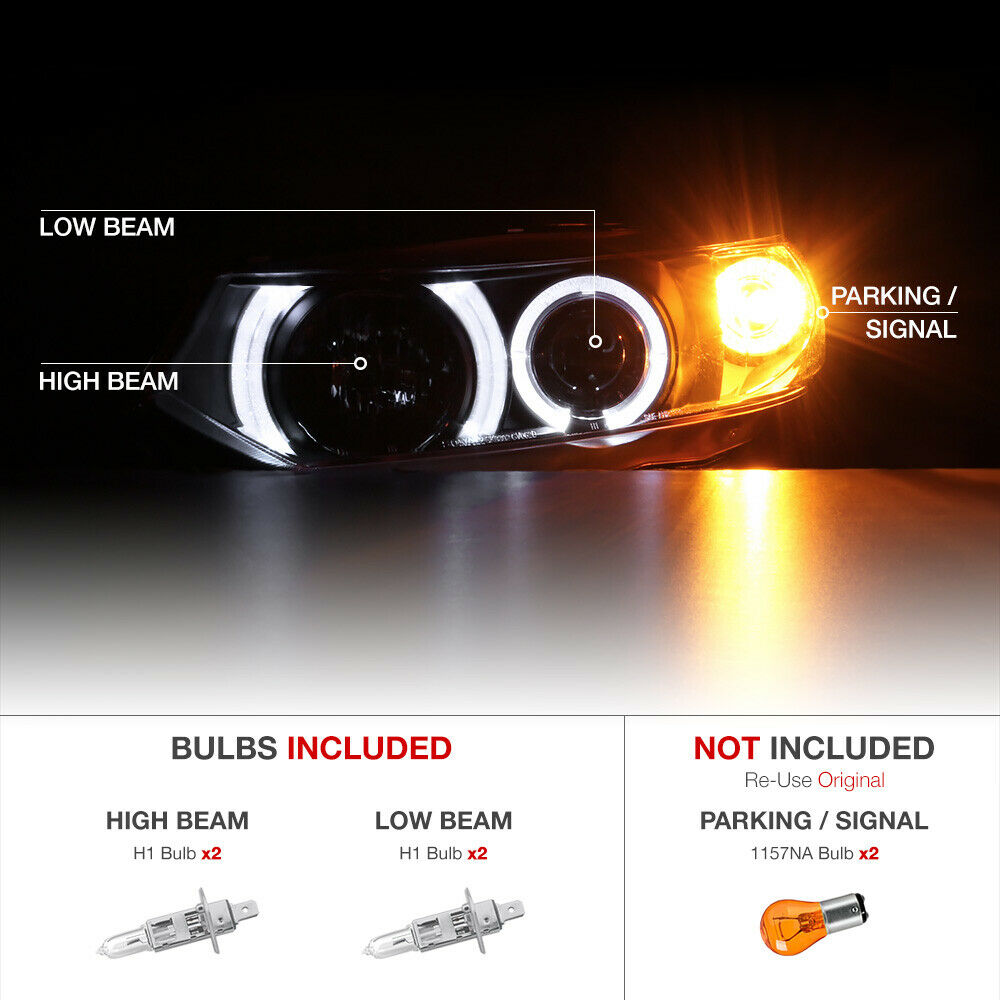 LOW BEAM
HIGH BEAM
PARKING /
SIGNAL
BULBS INCLUDED
HIGH BEAM
H1 Bulb x2
LOW BEAM
H1 Bulb x2
NOT INCLUDED
Re-Use Original
PARKING / SIGNAL
1157NA Bulb x2